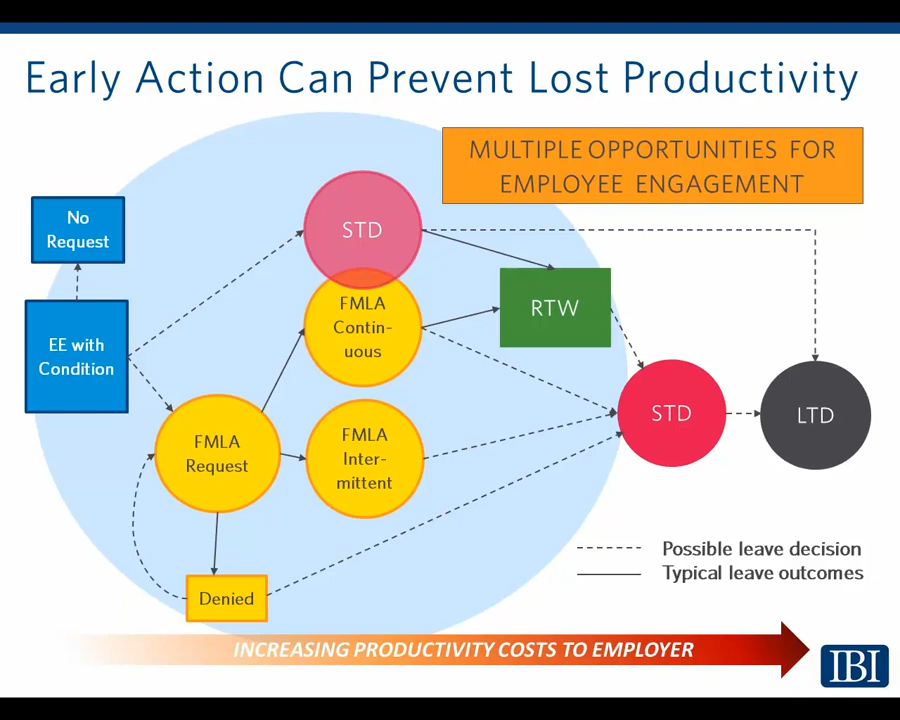 Early Action Can Prevent Lost Productivity
MULTIPLE OPPORTUNITIES FOR
EMPLOYEE ENGAGEMENT
No
Request
STD
FMLA
Contin-
uous
RTW
EE with
Condition
STD
LTD
FMLA
Request
FMLA
Inter-
mittent
Possible leave decision
Typical leave outcomes
Denied
INCREASING PRODUCTIVITY COSTS TO EMPLOYER
IBI